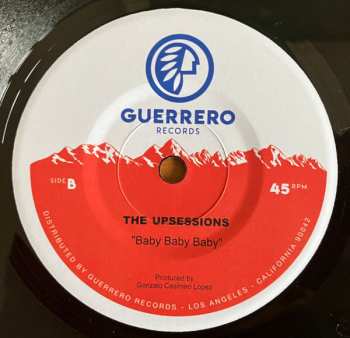 GUERRERO
RECORDS
SIDE B
45 RPM
THE UPSESSIONS
"Baby Baby Baby"
Produced by
Gonzalo Casimiro Lopez
DISTRIBUTED BY GUERRERO RECORDS - LOS ANGELES - CALIFORNIA 90042